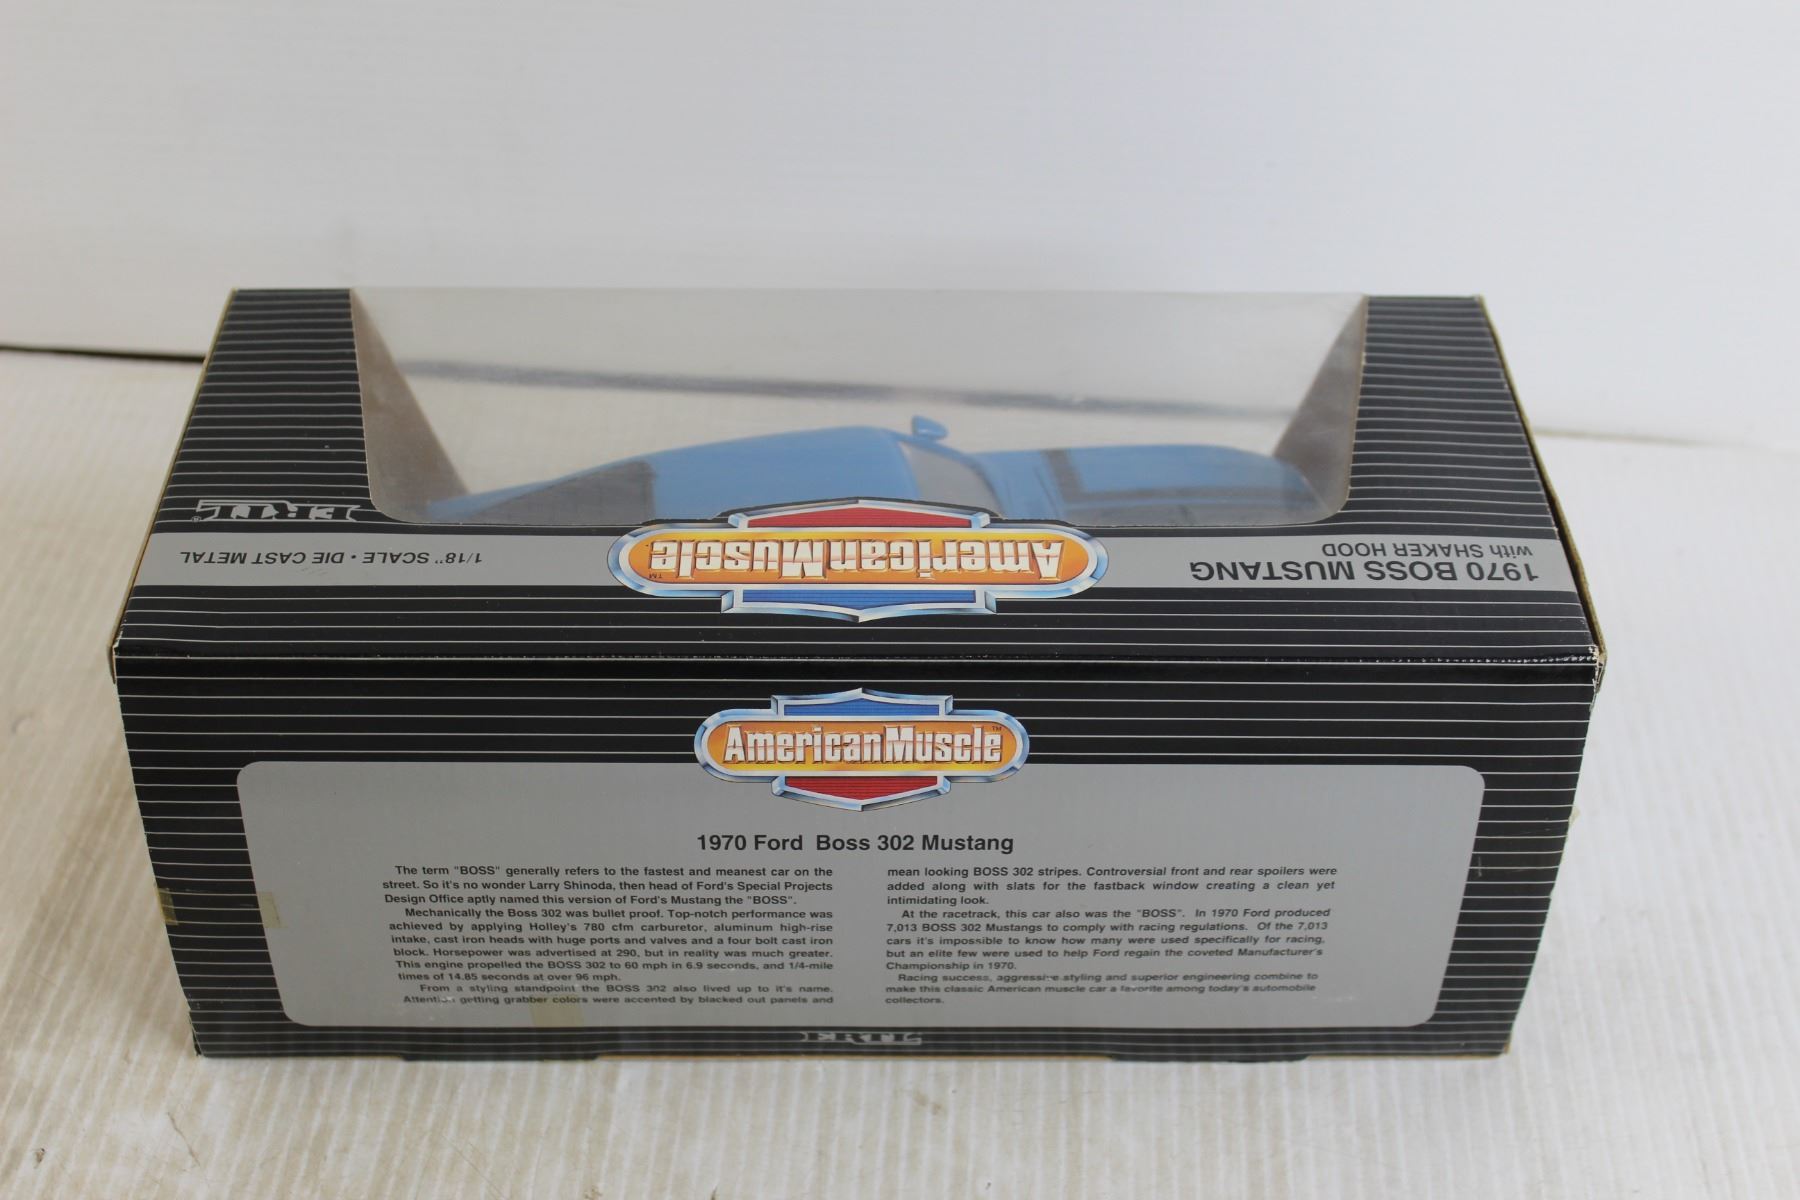 ERTL®
1/18" SCALE • DIE CAST METAL
AmericanMuscle™
1970 BOSS MUSTANG
with SHAKER HOOD
AmericanMuscle™
1970 Ford Boss 302 Mustang
The term "BOSS" generally refers to the fastest and meanest car on the
street. So it's no wonder Larry Shinoda, then head of Ford's Special Projects
Design Office aptly named this version of Ford's Mustang the "BOSS".
Mechanically the Boss 302 was bullet proof. Top-notch performance was
achieved by applying Holley's 780 cfm carburetor, aluminum high-rise
intake, cast iron heads with huge ports and valves and a four bolt cast iron
block. Horsepower was advertised at 290, but in reality was much greater.
This engine propelled the BOSS 302 to 60 mph in 6.9 seconds, and 1/4-mile
times of 14.85 seconds at over 96 mph.
From a styling standpoint the BOSS 302 also lived up to it's name.
Attention getting grabber colors were accented by blacked out panels and
mean looking BOSS 302 stripes. Controversial front and rear spoilers were
added along with slats for the fastback window creating a clean yet
intimidating look.
At the racetrack, this car also was the "BOSS". In 1970 Ford produced
7,013 BOSS 302 Mustangs to comply with racing regulations. Of the 7,013
cars it's impossible to know how many were used specifically for racing,
but an elite few were used to help Ford regain the coveted Manufacturer's
Championship in 1970.
Racing success, aggressive styling and superior engineering combine to
make this classic American muscle car a favorite among today's automobile
collectors.
ERTL